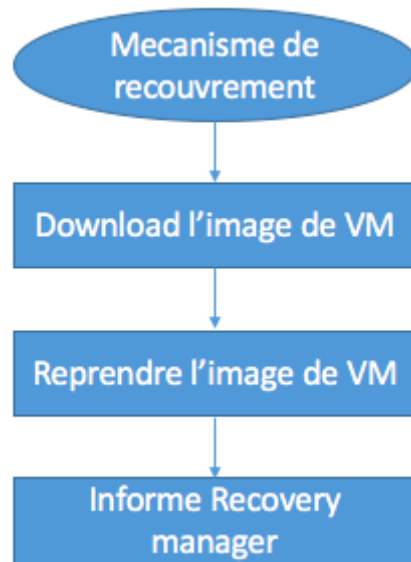 Mecanisme de
recouvrement
Download l'image de VM
Reprendre l'image de VM
Informe Recovery
manager